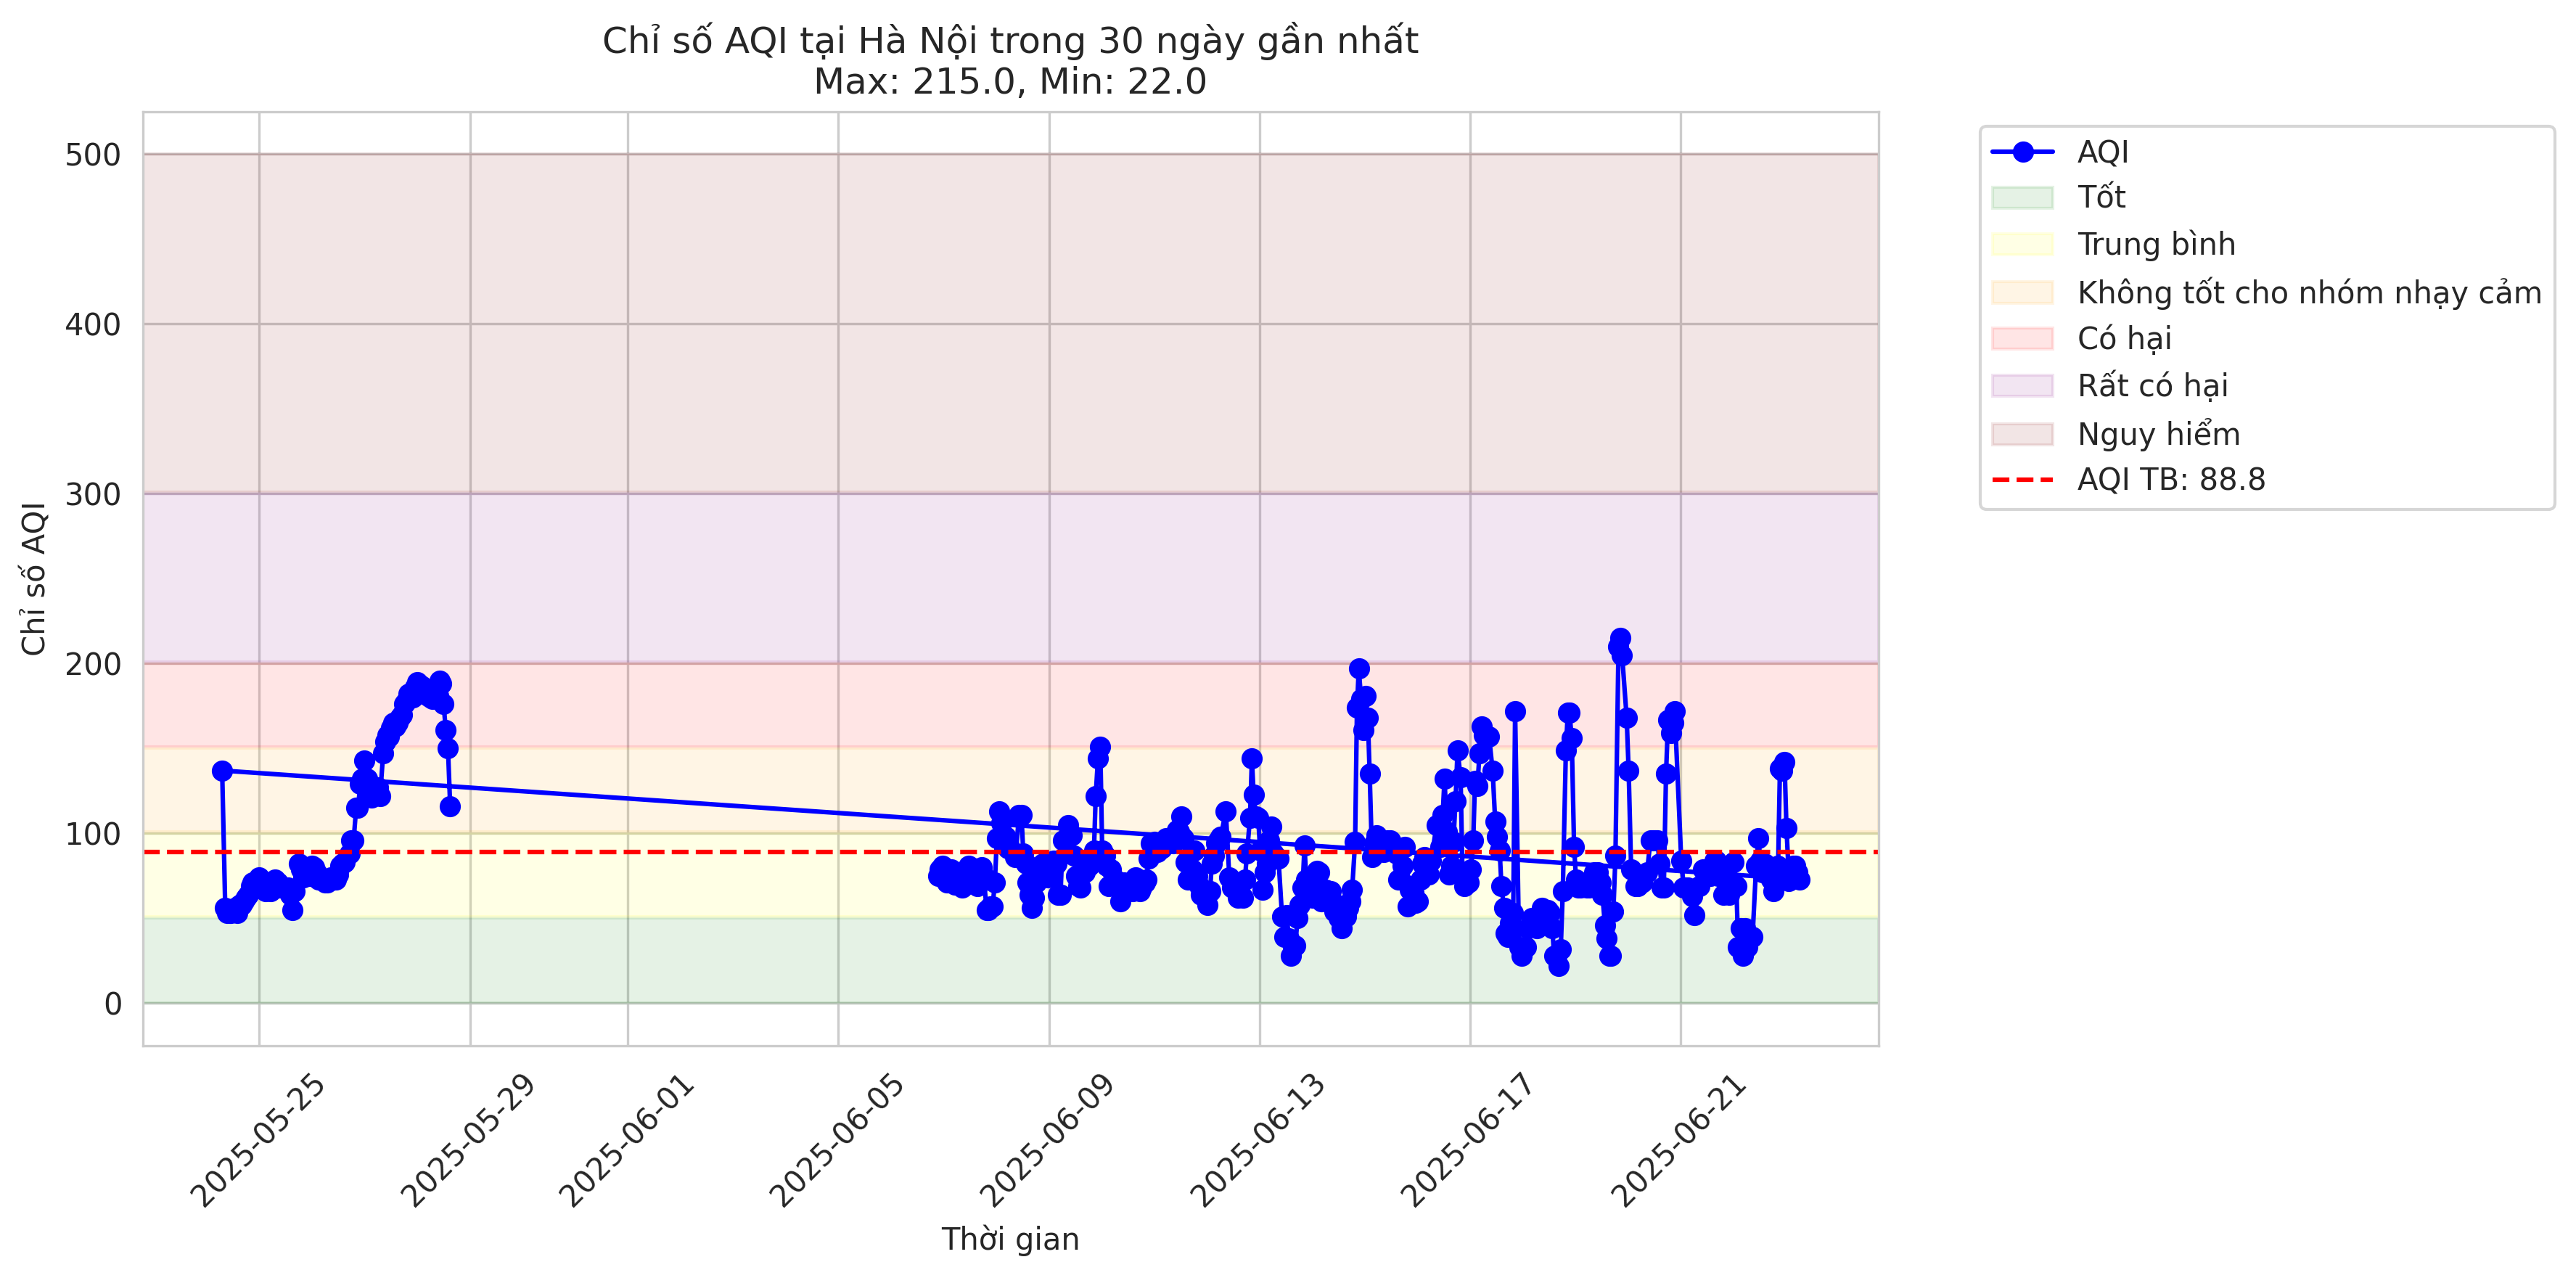 Chỉ số AQI tại Hà Nội trong 30 ngày gần nhất
Max: 215.0, Min: 22.0
Chỉ số AQI
500
400
300
200
100
0
2025-05-25
2025-05-29
2025-06-01
2025-06-05
2025-06-09
2025-06-13
2025-06-17
2025-06-21
Thời gian
AQI
Tốt
Trung bình
Không tốt cho nhóm nhạy cảm
Có hại
Rất có hại
Nguy hiểm
AQI TB: 88.8